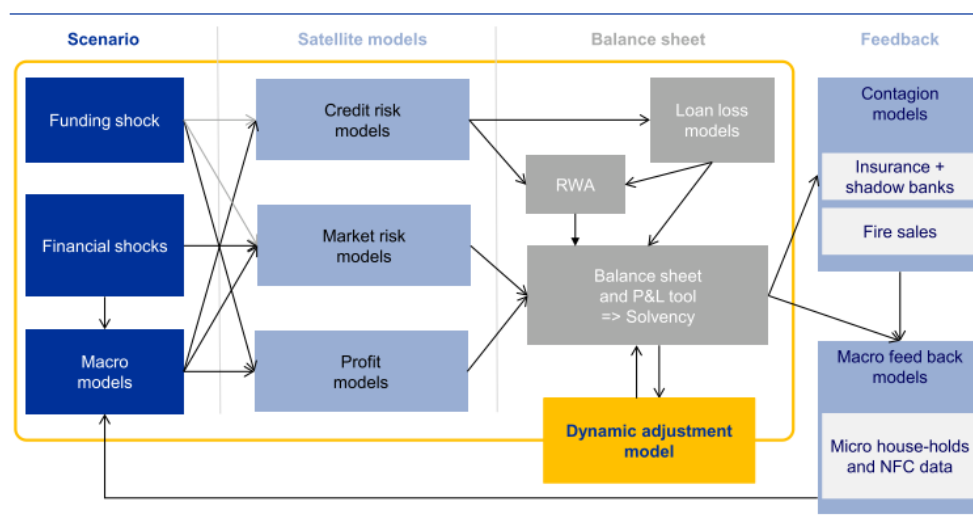 Scenario
Satellite models
Balance sheet
Feedback
Funding shock
Credit risk
models
Loan loss
models
Contagion
models
Insurance +
shadow banks
Fire sales
RWA
Financial shocks
Market risk
models
Balance sheet
and P&L tool
=> Solvency
Macro
models
Profit
models
Dynamic adjustment
model
Macro feed back
models
Micro house-holds
and NFC data